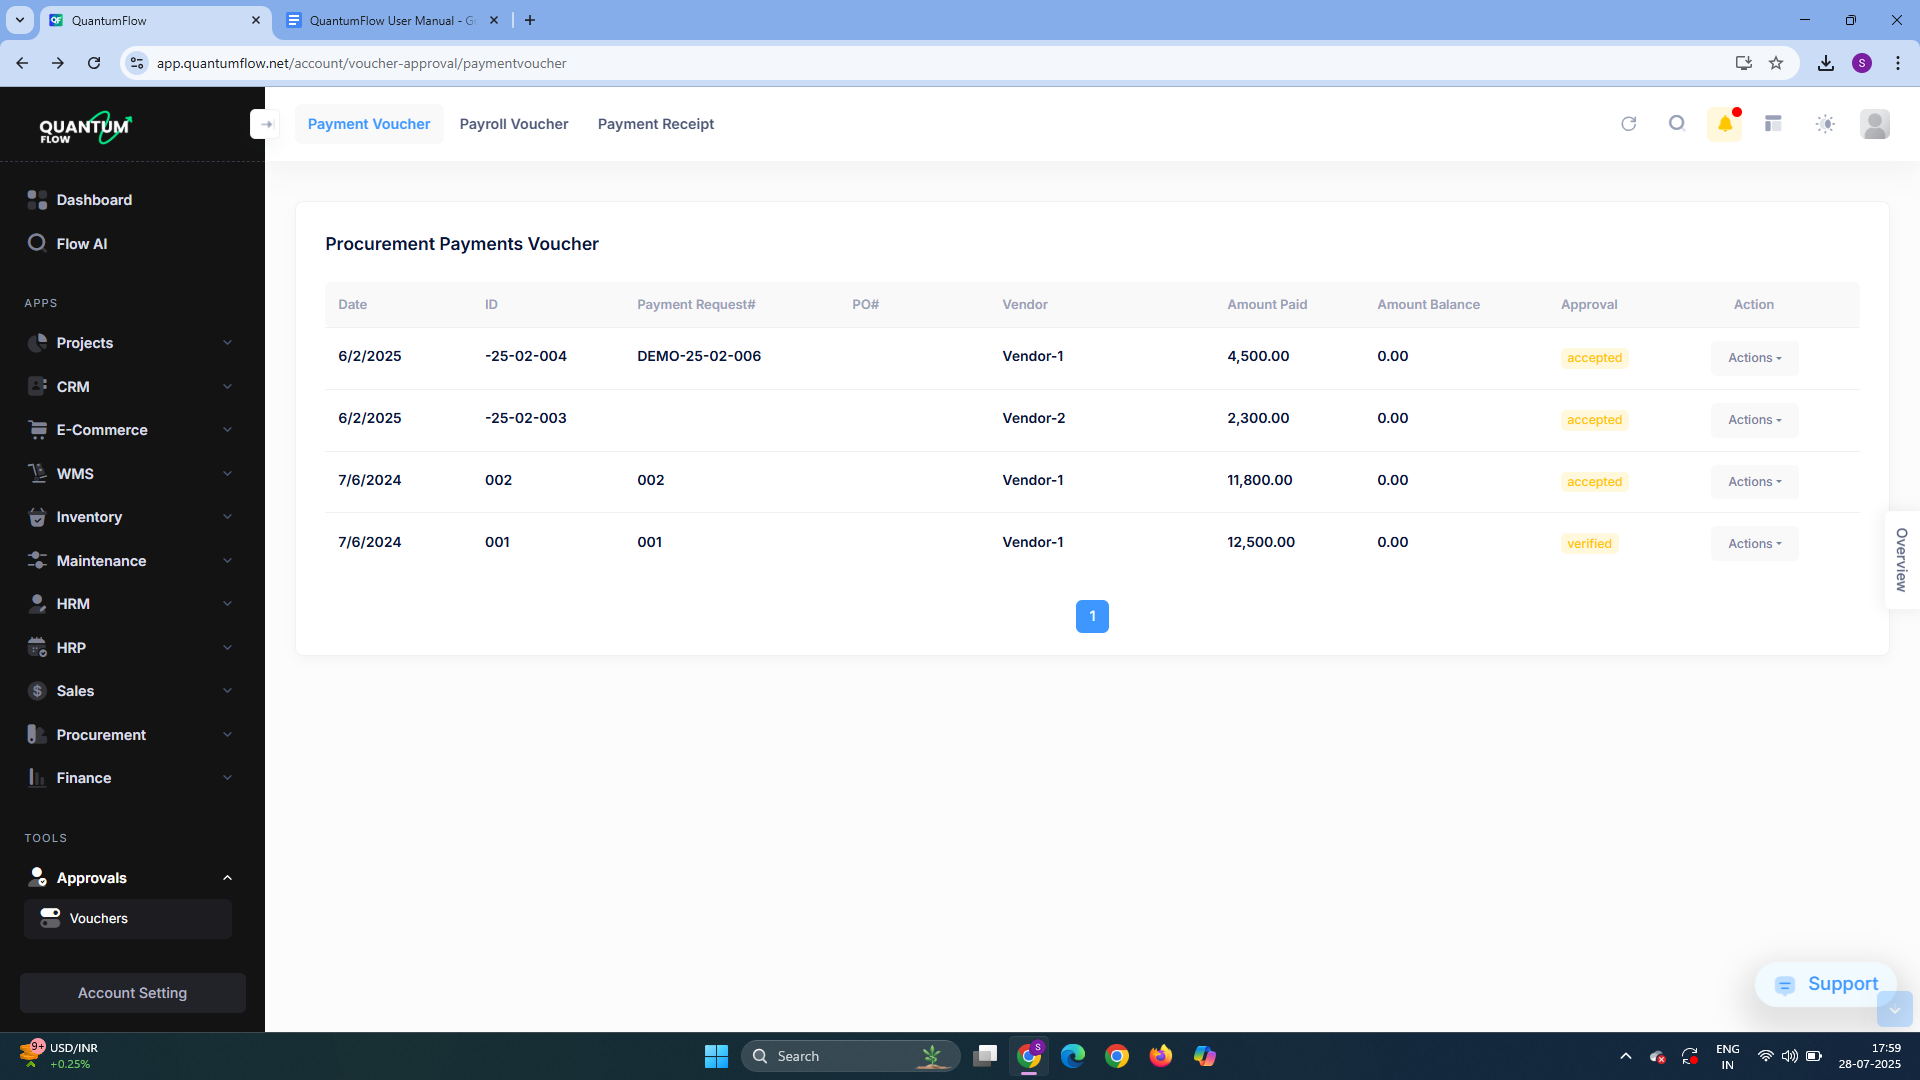 QuantumFlow
QuantumFlow User Manual - G
app.quantumflow.net/account/voucher-approval/paymentvoucher
S
QUANTUM
FLOW
Payment Voucher
Payroll Voucher
Payment Receipt
Dashboard
Flow AI
APPS
Projects
CRM
E-Commerce
WMS
Inventory
Maintenance
HRM
HRP
Sales
Procurement
Finance
TOOLS
Approvals
Vouchers
Account Setting
Procurement Payments Voucher
Date ID Payment Request# PO# Vendor Amount Paid Amount Balance Approval Action
6/2/2025 -25-02-004 DEMO-25-02-006 Vendor-1 4,500.00 0.00 accepted Actions
6/2/2025 -25-02-003 Vendor-2 2,300.00 0.00 accepted Actions
7/6/2024 002 002 Vendor-1 11,800.00 0.00 accepted Actions
7/6/2024 001 001 Vendor-1 12,500.00 0.00 verified Actions
1
Overview
Support
9+
USD/INR
+0.25%
Search
S
ENG
IN
17:59
28-07-2025